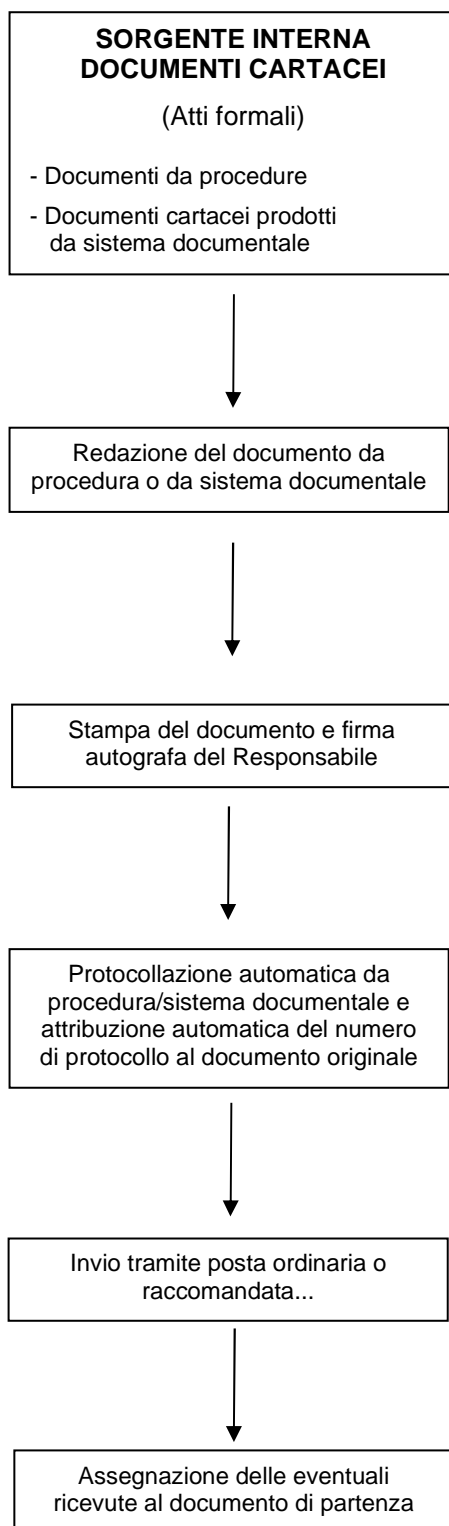 SORGENTE INTERNA
DOCUMENTI CARTACEI
(Atti formali)
- Documenti da procedure
- Documenti cartacei prodotti
da sistema documentale
Redazione del documento da
procedura o da sistema documentale
Stampa del documento e firma
autografa del Responsabile
Protocollazione automatica da
procedura/sistema documentale e
attribuzione automatica del numero
di protocollo al documento originale
Invio tramite posta ordinaria o
raccomandata...
Assegnazione delle eventuali
ricevute al documento di partenza